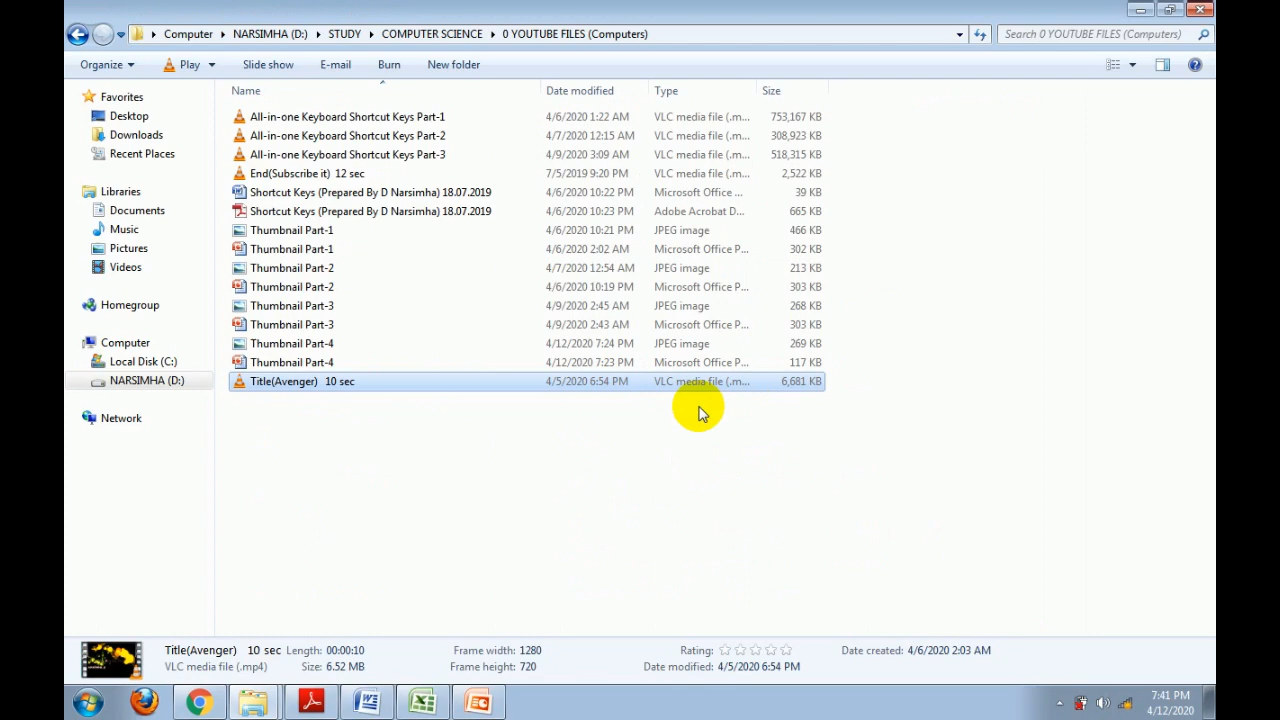 Computer NARSIMHA (D:) STUDY COMPUTER SCIENCE 0 YOUTUBE FILES (Computers) Search 0 YOUTUBE FILES (Computers)
Organize Play Slide show E-mail Burn New folder
Name Date modified Type Size
Favorites
Desktop
Downloads
Recent Places
Libraries
Documents
Music
Pictures
Videos
Homegroup
Computer
Local Disk (C:)
NARSIMHA (D:)
Network
All-in-one Keyboard Shortcut Keys Part-1 4/6/2020 1:22 AM VLC media file (.m... 753,167 KB
All-in-one Keyboard Shortcut Keys Part-2 4/7/2020 12:15 AM VLC media file (.m... 308,923 KB
All-in-one Keyboard Shortcut Keys Part-3 4/9/2020 3:09 AM VLC media file (.m... 518,315 KB
End(Subscribe it) 12 sec 7/5/2019 9:20 PM VLC media file (.m... 2,522 KB
Shortcut Keys (Prepared By D Narsimha) 18.07.2019 4/6/2020 10:22 PM Microsoft Office ... 39 KB
Shortcut Keys (Prepared By D Narsimha) 18.07.2019 4/6/2020 10:23 PM Adobe Acrobat D... 665 KB
Thumbnail Part-1 4/6/2020 10:21 PM JPEG image 466 KB
Thumbnail Part-1 4/6/2020 2:02 AM Microsoft Office P... 302 KB
Thumbnail Part-2 4/7/2020 12:54 AM JPEG image 213 KB
Thumbnail Part-2 4/6/2020 10:19 PM Microsoft Office P... 303 KB
Thumbnail Part-3 4/9/2020 2:45 AM JPEG image 268 KB
Thumbnail Part-3 4/9/2020 2:43 AM Microsoft Office P... 303 KB
Thumbnail Part-4 4/12/2020 7:24 PM JPEG image 269 KB
Thumbnail Part-4 4/12/2020 7:23 PM Microsoft Office P... 117 KB
Title(Avenger) 10 sec 4/5/2020 6:54 PM VLC media file (.m... 6,681 KB
Title(Avenger) 10 sec Length: 00:00:10 Frame width: 1280 Rating: Date created: 4/6/2020 2:03 AM
VLC media file (.mp4) Size: 6.52 MB Frame height: 720 Date modified: 4/5/2020 6:54 PM
7:41 PM
4/12/2020